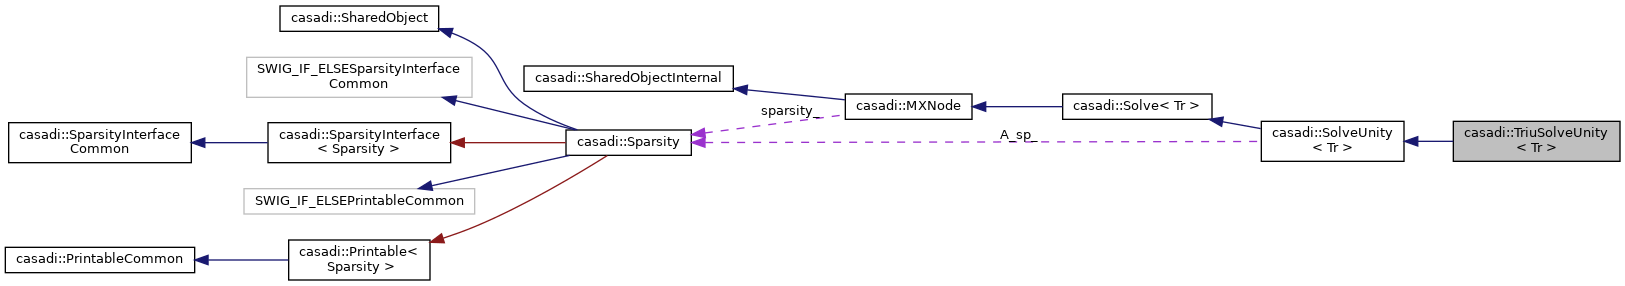 casadi::SharedObject
SWIG_IF_ELSESparsityInterface
Common
casadi::SharedObjectInternal
casadi::MXNode
casadi::Solve< Tr >
sparsity_
casadi::SparsityInterface
Common
casadi::SparsityInterface
< Sparsity >
casadi::Sparsity
A_sp_
casadi::SolveUnity
< Tr >
casadi::TriuSolveUnity
< Tr >
SWIG_IF_ELSEPrintableCommon
casadi::PrintableCommon
casadi::Printable<
Sparsity >